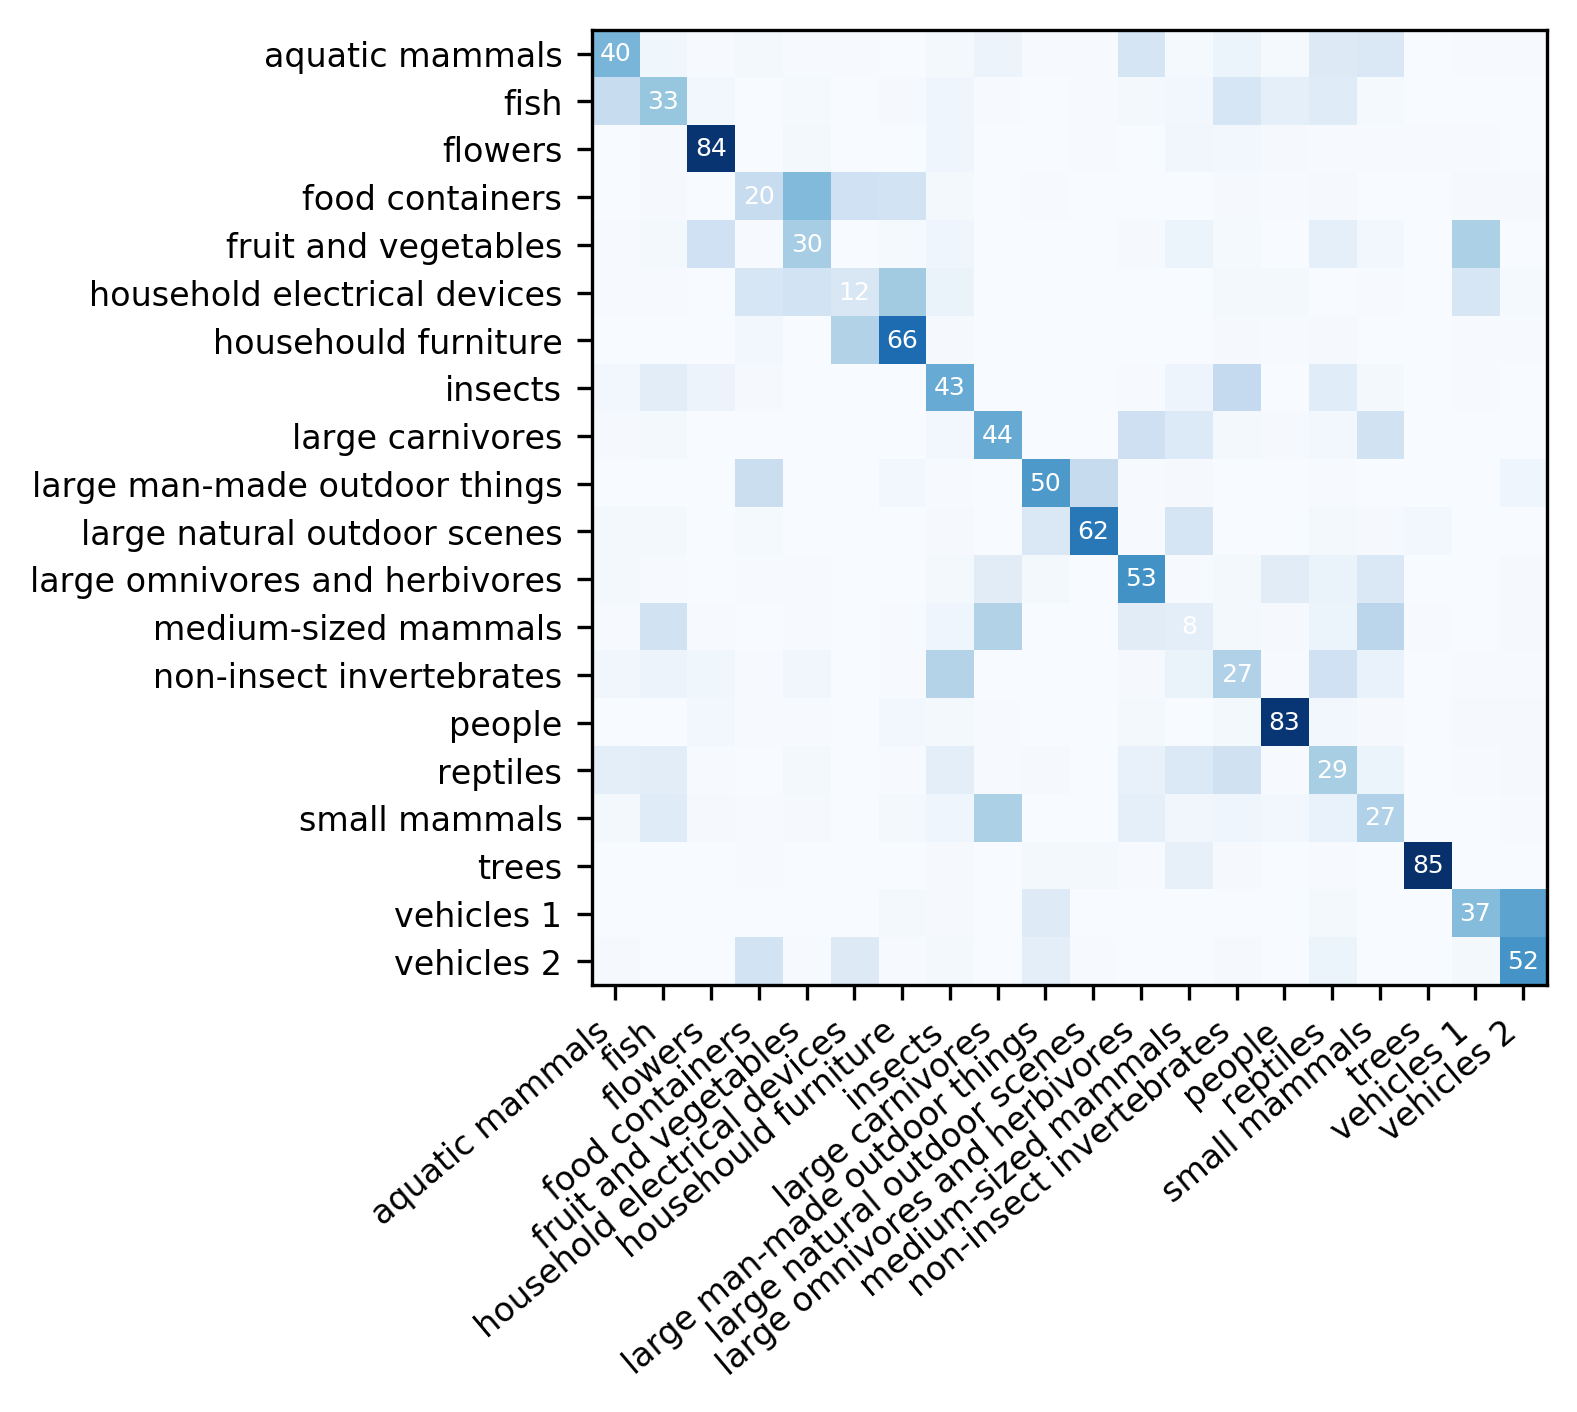 aquatic mammals 40
fish 33
flowers 84
food containers 20
fruit and vegetables 30
household electrical devices 12
househould furniture 66
insects 43
large carnivores 44
large man-made outdoor things 50
large natural outdoor scenes 62
large omnivores and herbivores 53
medium-sized mammals 8
non-insect invertebrates 27
people 83
reptiles 29
small mammals 27
trees 85
vehicles 1 37
vehicles 2 52
aquatic mammals
fish
flowers
food containers
fruit and vegetables
household electrical devices
househould furniture
insects
large carnivores
large man-made outdoor things
large natural outdoor scenes
large omnivores and herbivores
medium-sized mammals
non-insect invertebrates
people
reptiles
small mammals
trees
vehicles 1
vehicles 2